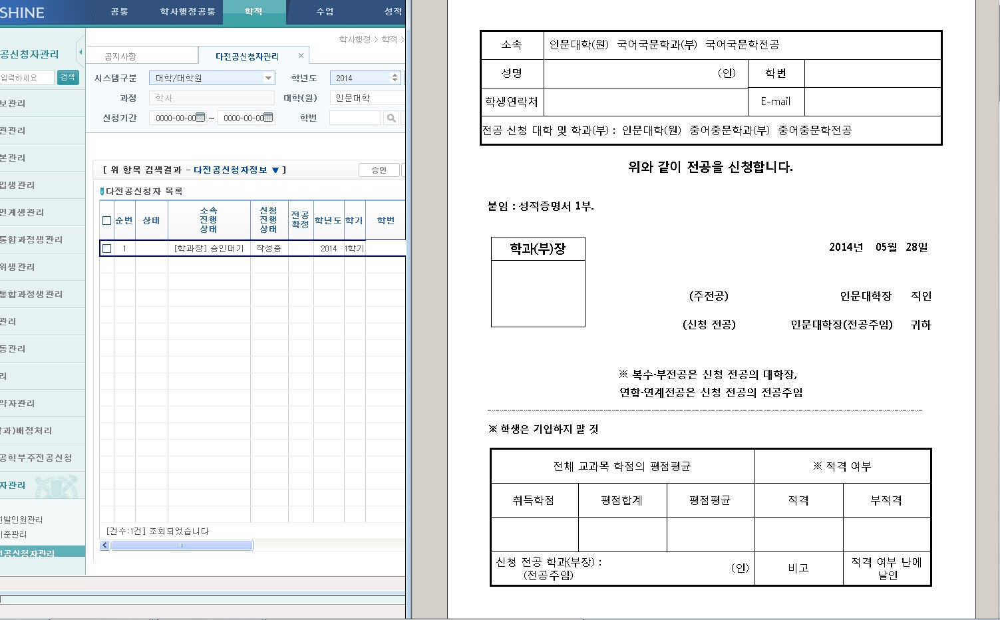 SHINE
공통 학사행정공통 학적 수업 성적
학사행정 > 학적 >
공신청자관리
공지사항 다전공신청자관리 ×
입력하세요 검색
시스템구분 대학/대학원 학년도 2014
과정 학사 대학(원) 인문대학
신청기간 0000-00-00 ~ 0000-00-00 학번
보관리
관관리
본관리
입생관리
연계생관리
통합과정생관리
위생관리
통합과정생관리
관리
동관리
리
약자관리
과)배정처리
공학부주전공신청
자관리
발인원관리
기준관리
전공신청자관리
[ 위 항목 검색결과 - 다전공신청자정보 ▼ ] 승인
다전공신청자 목록
순번 상태 소속 진행 상태 신청 진행 상태 전공 확정 학년도 학기 학번
1 [학과장] 승인대기 작성중 2014 1학기
[건수:1건] 조회되었습니다
소속 인문대학(원) 국어국문학과(부) 국어국문학전공
성명 (인) 학번
학생연락처 E-mail
전공 신청 대학 및 학과(부) : 인문대학(원) 중어중문학과(부) 중어중문학전공
위와 같이 전공을 신청합니다.
붙임 : 성적증명서 1부.
학과(부)장
2014년 05월 28일
(주전공) 인문대학장 직인
(신청 전공) 인문대학장(전공주임) 귀하
※ 복수·부전공은 신청 전공의 대학장,
연합·연계전공은 신청 전공의 전공주임
※ 학생은 기입하지 말 것
전체 교과목 학점의 평점평균 ※ 적격 여부
취득학점 평점합계 평점평균 적격 부적격
신청 전공 학과(부장) :
(전공주임) (인) 비고 적격 여부 난에
날인